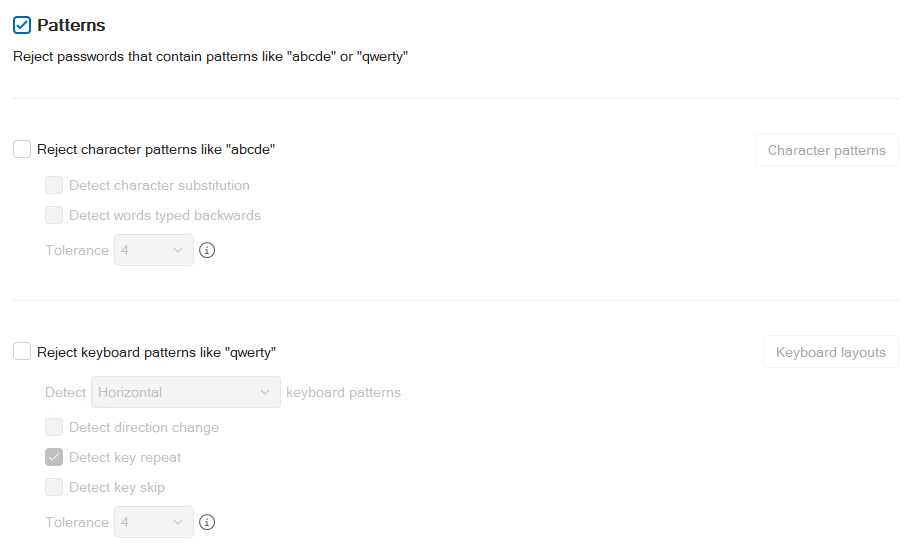 Patterns
Reject passwords that contain patterns like "abcde" or "qwerty"
Reject character patterns like "abcde"
Character patterns
Detect character substitution
Detect words typed backwards
Tolerance 4
Reject keyboard patterns like "qwerty"
Keyboard layouts
Detect Horizontal keyboard patterns
Detect direction change
Detect key repeat
Detect key skip
Tolerance 4